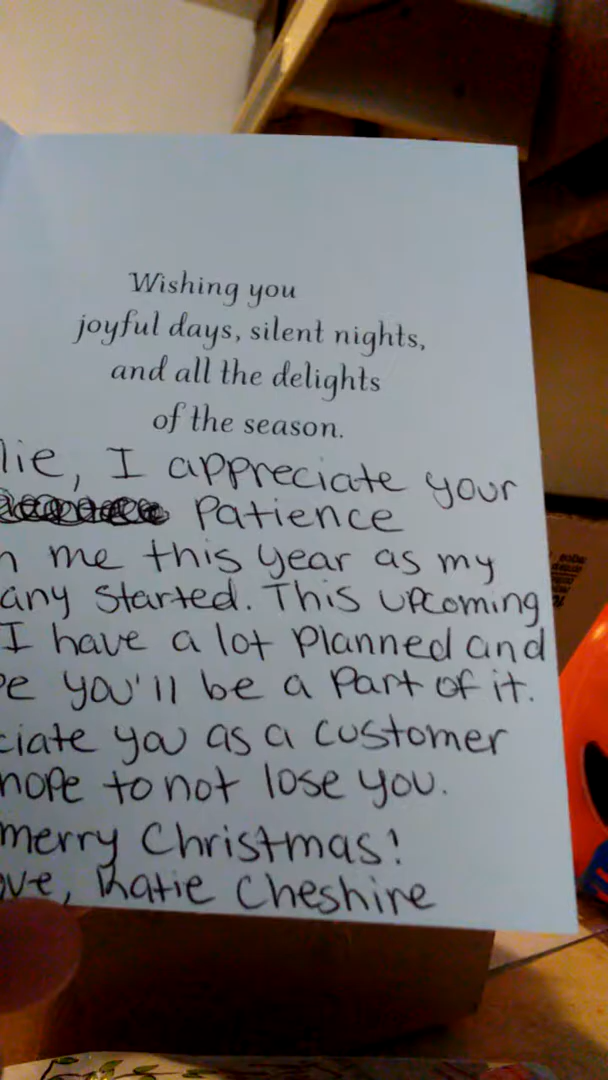 Wishing you
joyful days, silent nights,
and all the delights
of the season.
lie, I appreciate your
Patience
n me this year as my
any Started. This upcoming
I have a lot Planned and
pe you'll be a Part of it.
ciate you as a customer
hope to not lose you.
merry Christmas!
ove, Katie Cheshire